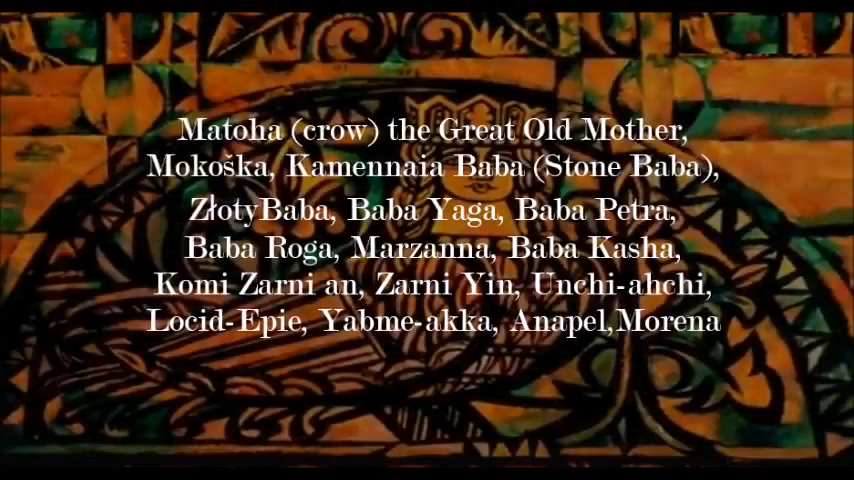 Matoha (crow) the Great Old Mother,
Mokoška, Kamennaia Baba (Stone Baba),
ZłotyBaba, Baba Yaga, Baba Petra,
Baba Roga, Marzanna, Baba Kasha,
Komi Zarni an, Zarni Yin, Unchi-ahchi,
Locid-Epie, Yabme-akka, Anapel,Morena